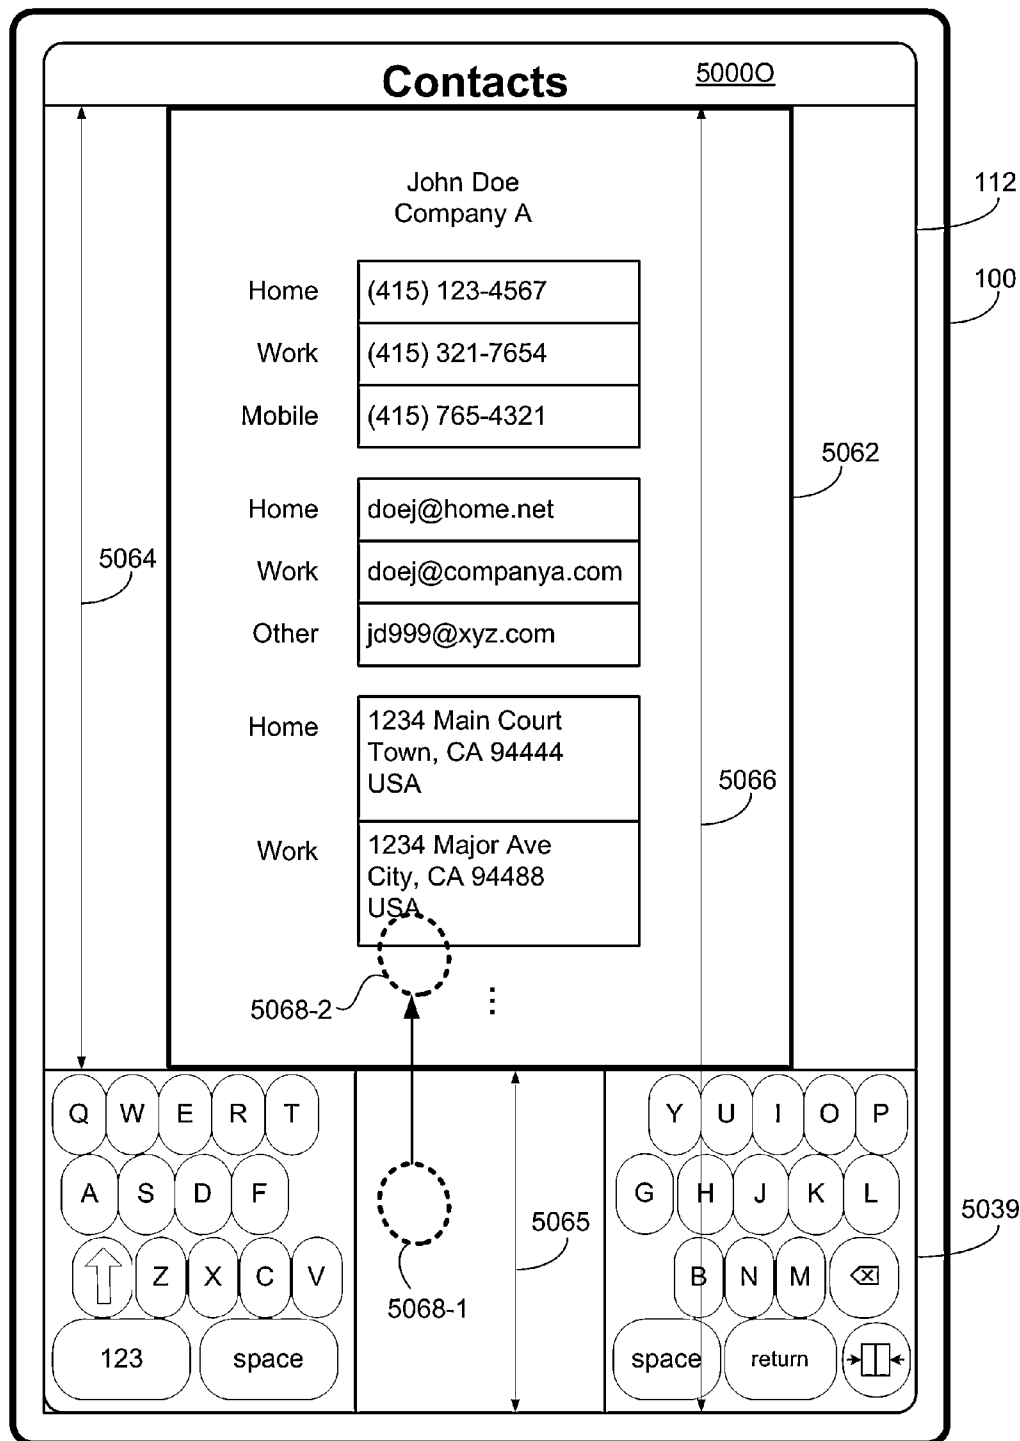 Contacts
5000O
John Doe
Company A
112
100
Home (415) 123-4567
Work (415) 321-7654
Mobile (415) 765-4321
5062
Home doej@home.net
5064
Work doej@companya.com
Other jd999@xyz.com
Home 1234 Main Court
Town, CA 94444
USA
5066
Work 1234 Major Ave
City, CA 94488
USA
5068-2
⋮
Q W E R T Y U I O P
A S D F G H J K L
5065
5039
Z X C V B N M
5068-1
123 space space return